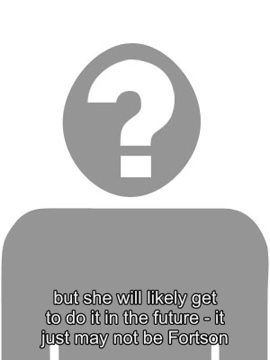 ?
but she will likely get
to do it in the future - it
just may not be Fortson